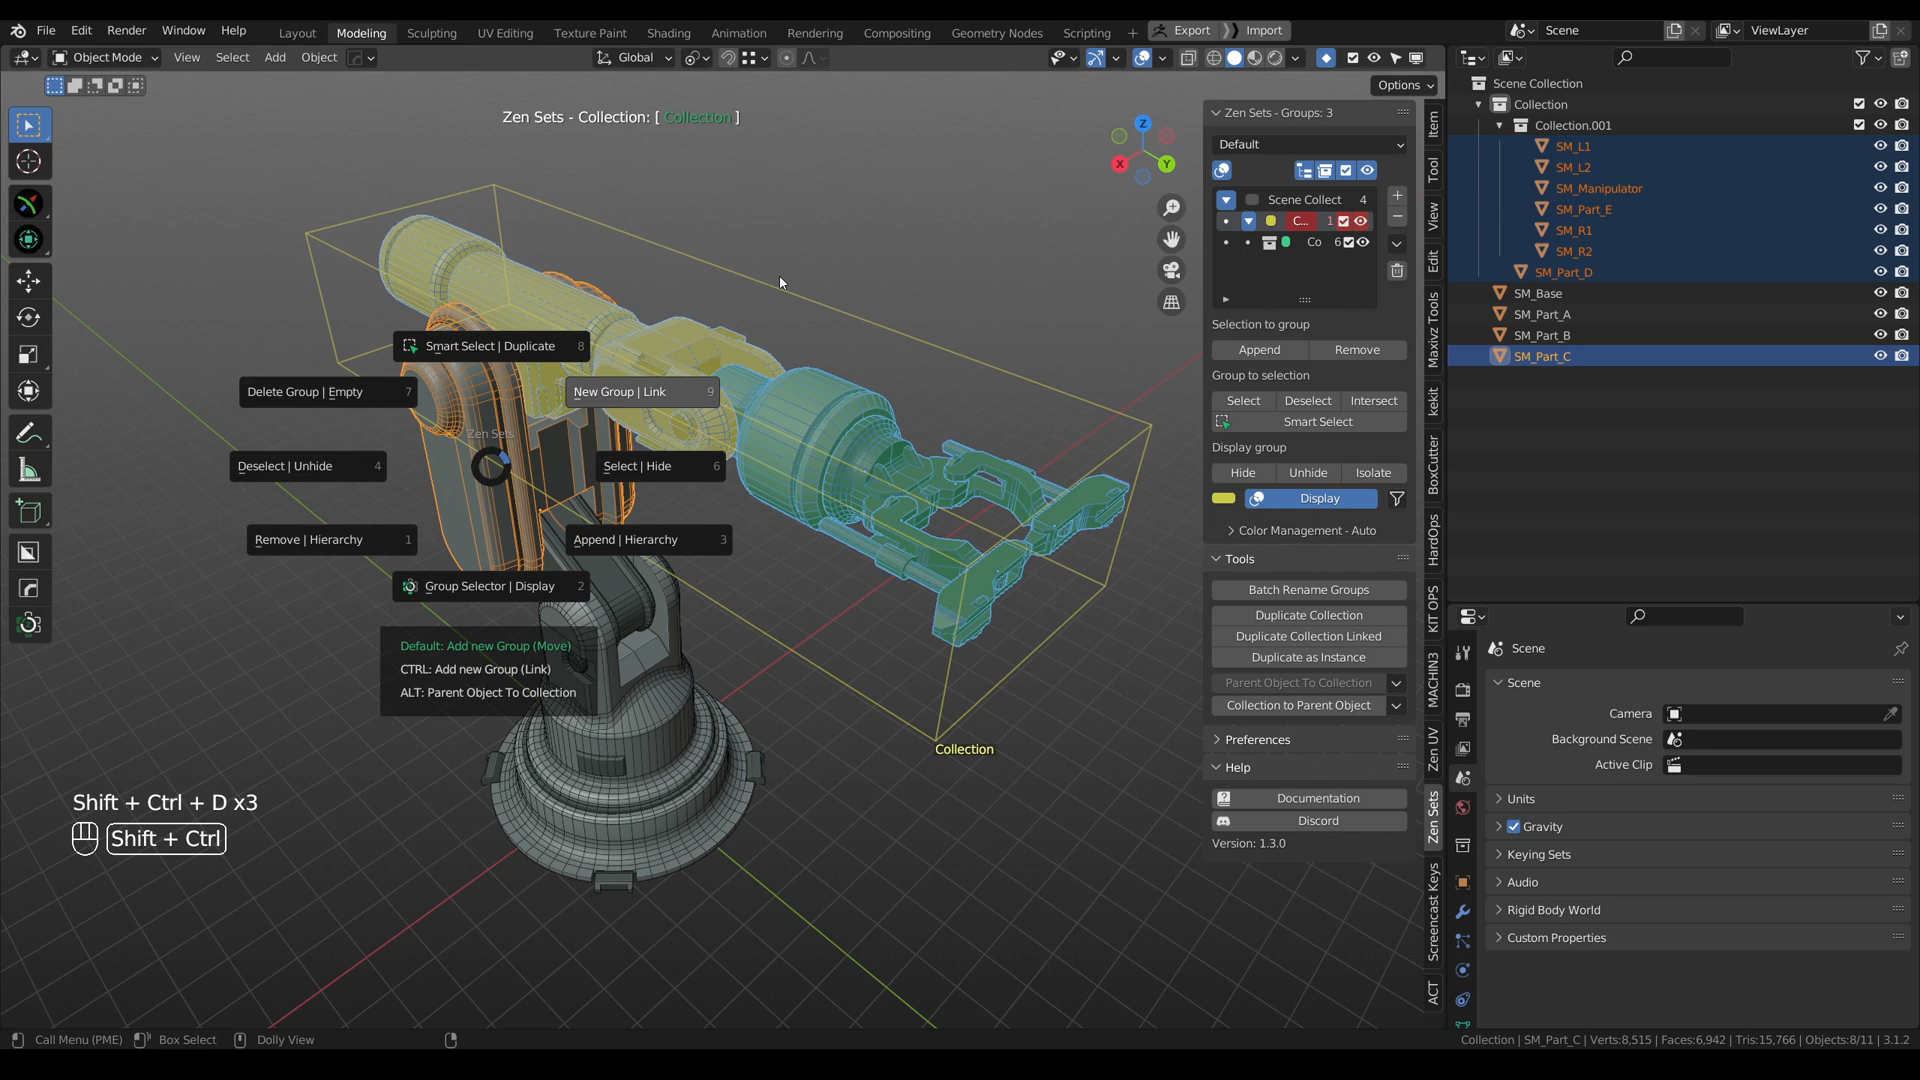 File Edit Render Window Help Layout Modeling Sculpting UV Editing Texture Paint Shading Animation Rendering Compositing Geometry Nodes Scripting + Export Import Scene ViewLayer
Object Mode View Select Add Object Global
Options
Zen Sets - Collection: [ Collection ]
Z
X
Y
Smart Select | Duplicate 8
Delete Group | Empty 7
New Group | Link 9
Zen Sets
Deselect | Unhide 4
Select | Hide 6
Remove | Hierarchy 1
Append | Hierarchy 3
Group Selector | Display 2
Default: Add new Group (Move)
CTRL: Add new Group (Link)
ALT: Parent Object To Collection
Collection
Shift + Ctrl + D x3
Shift + Ctrl
Zen Sets - Groups: 3
Default
Scene Collect 4
C... 1
Co 6
Selection to group
Append Remove
Group to selection
Select Deselect Intersect
Smart Select
Display group
Hide Unhide Isolate
Display
Color Management - Auto
Tools
Batch Rename Groups
Duplicate Collection
Duplicate Collection Linked
Duplicate as Instance
Parent Object To Collection
Collection to Parent Object
Preferences
Help
Documentation
Discord
Version: 1.3.0
Item
Tool
View
Edit
Maxivz Tools
kekit
BoxCutter
HardOps
KIT OPS
MACHIN3
Zen UV
Zen Sets
Screencast Keys
ACT
Scene Collection
Collection
Collection.001
SM_L1
SM_L2
SM_Manipulator
SM_Part_E
SM_R1
SM_R2
SM_Part_D
SM_Base
SM_Part_A
SM_Part_B
SM_Part_C
Scene
Scene
Camera
Background Scene
Active Clip
Units
Gravity
Keying Sets
Audio
Rigid Body World
Custom Properties
Call Menu (PME) Box Select Dolly View
Collection | SM_Part_C | Verts:8,515 | Faces:6,942 | Tris:15,766 | Objects:8/11 | 3.1.2